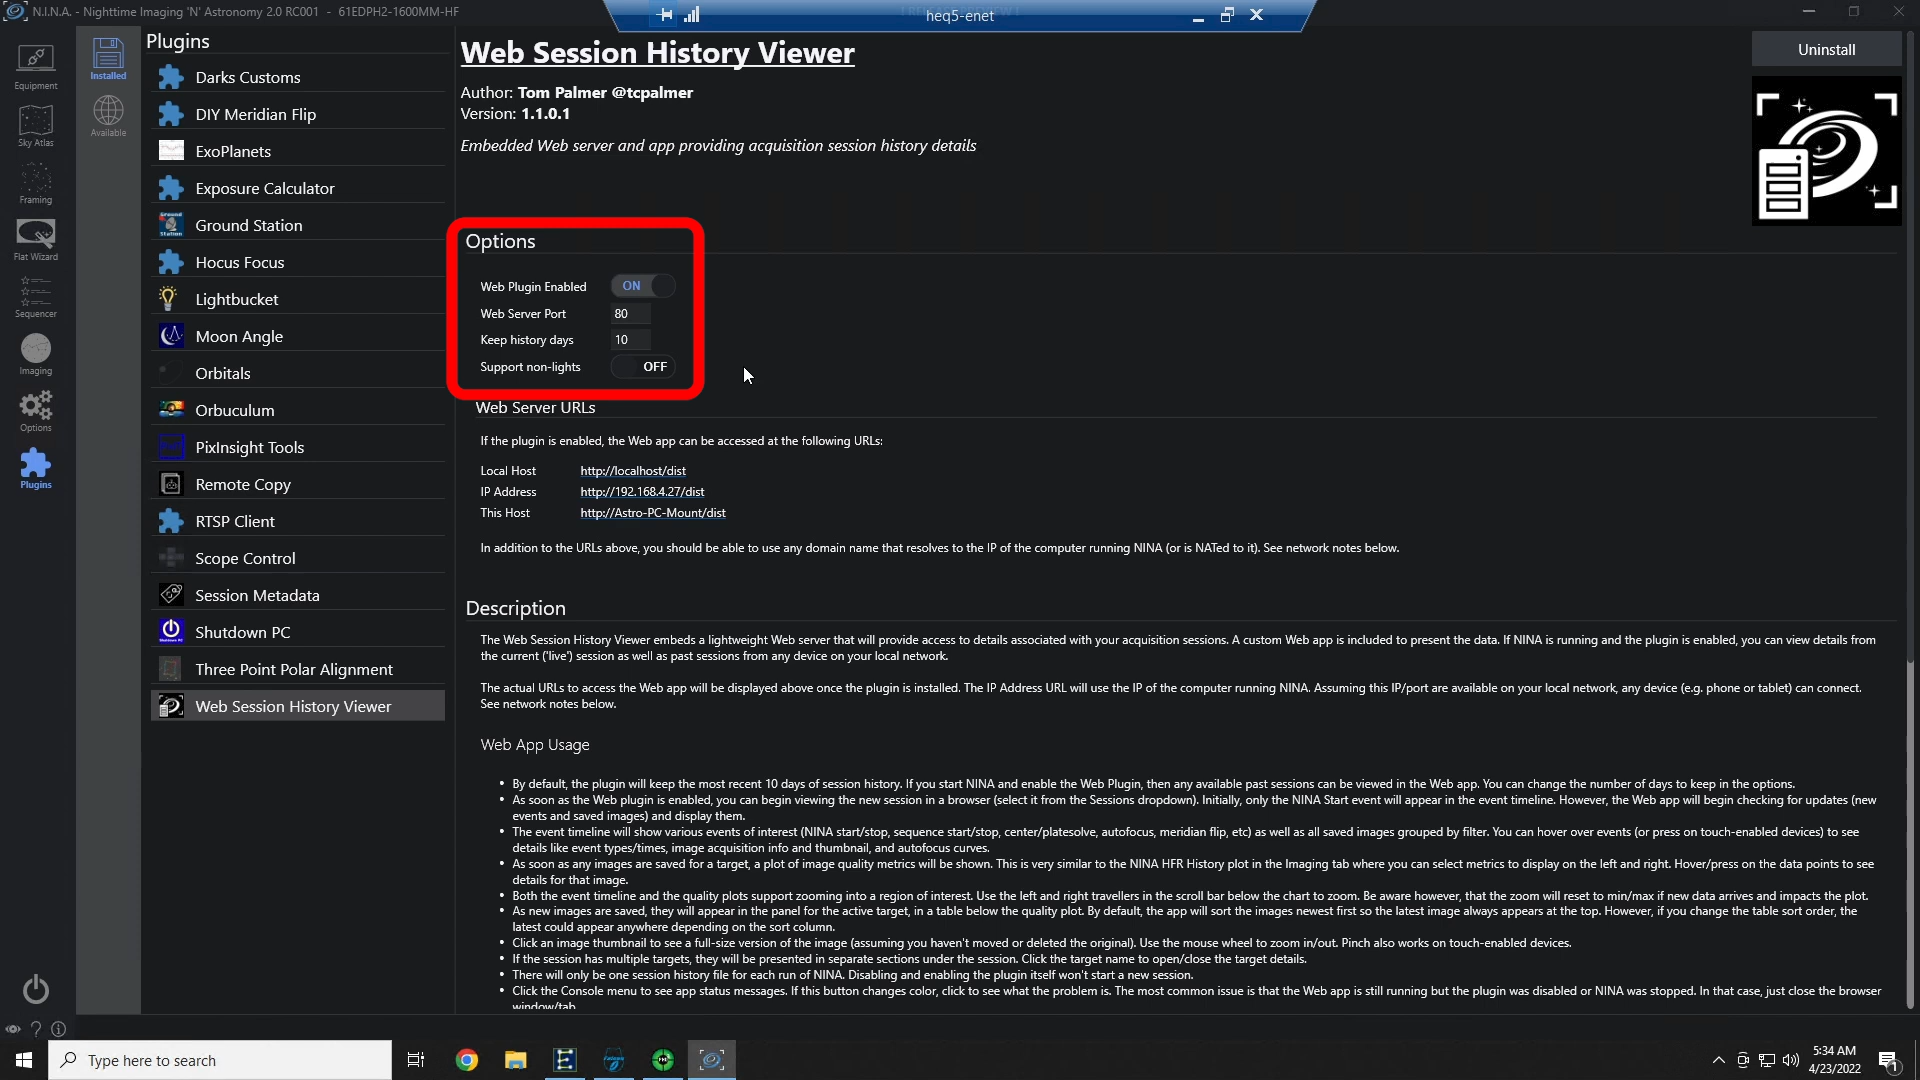 N.I.N.A. - Nighttime Imaging 'N' Astronomy 2.0 RC001 - 61EDPH2-1600MM-HF
heq5-enet
Equipment
Sky Atlas
Framing
Flat Wizard
Sequencer
Imaging
Options
Plugins
Installed
Available
Plugins
Darks Customs
DIY Meridian Flip
ExoPlanets
Exposure Calculator
Ground Station
Hocus Focus
Lightbucket
Moon Angle
Orbitals
Orbuculum
PixInsight Tools
Remote Copy
RTSP Client
Scope Control
Session Metadata
Shutdown PC
Three Point Polar Alignment
Web Session History Viewer
Web Session History Viewer
Uninstall
Author: Tom Palmer @tcpalmer
Version: 1.1.0.1
Embedded Web server and app providing acquisition session history details
Options
Web Plugin Enabled ON
Web Server Port 80
Keep history days 10
Support non-lights OFF
Web Server URLs
If the plugin is enabled, the Web app can be accessed at the following URLs:
Local Host http://localhost/dist
IP Address http://192.168.4.27/dist
This Host http://Astro-PC-Mount/dist
In addition to the URLs above, you should be able to use any domain name that resolves to the IP of the computer running NINA (or is NATed to it). See network notes below.
Description
The Web Session History Viewer embeds a lightweight Web server that will provide access to details associated with your acquisition sessions. A custom Web app is included to present the data. If NINA is running and the plugin is enabled, you can view details from
the current ('live') session as well as past sessions from any device on your local network.
The actual URLs to access the Web app will be displayed above once the plugin is installed. The IP Address URL will use the IP of the computer running NINA. Assuming this IP/port are available on your local network, any device (e.g. phone or tablet) can connect.
See network notes below.
Web App Usage
• By default, the plugin will keep the most recent 10 days of session history. If you start NINA and enable the Web Plugin, then any available past sessions can be viewed in the Web app. You can change the number of days to keep in the options.
• As soon as the Web plugin is enabled, you can begin viewing the new session in a browser (select it from the Sessions dropdown). Initially, only the NINA Start event will appear in the event timeline. However, the Web app will begin checking for updates (new
events and saved images) and display them.
• The event timeline will show various events of interest (NINA start/stop, sequence start/stop, center/platesolve, autofocus, meridian flip, etc) as well as all saved images grouped by filter. You can hover over events (or press on touch-enabled devices) to see
details like event types/times, image acquisition info and thumbnail, and autofocus curves.
• As soon as any images are saved for a target, a plot of image quality metrics will be shown. This is very similar to the NINA HFR History plot in the Imaging tab where you can select metrics to display on the left and right. Hover/press on the data points to see
details for that image.
• Both the event timeline and the quality plots support zooming into a region of interest. Use the left and right travellers in the scroll bar below the chart to zoom. Be aware however, that the zoom will reset to min/max if new data arrives and impacts the plot.
• As new images are saved, they will appear in the panel for the active target, in a table below the quality plot. By default, the app will sort the images newest first so the latest image always appears at the top. However, if you change the table sort order, the
latest could appear anywhere depending on the sort column.
• Click an image thumbnail to see a full-size version of the image (assuming you haven't moved or deleted the original). Use the mouse wheel to zoom in/out. Pinch also works on touch-enabled devices.
• If the session has multiple targets, they will be presented in separate sections under the session. Click the target name to open/close the target details.
• There will only be one session history file for each run of NINA. Disabling and enabling the plugin itself won't start a new session.
• Click the Console menu to see app status messages. If this button changes color, click to see what the problem is. The most common issue is that the Web app is still running but the plugin was disabled or NINA was stopped. In that case, just close the browser
window/tab
Type here to search
5:34 AM
4/23/2022
1